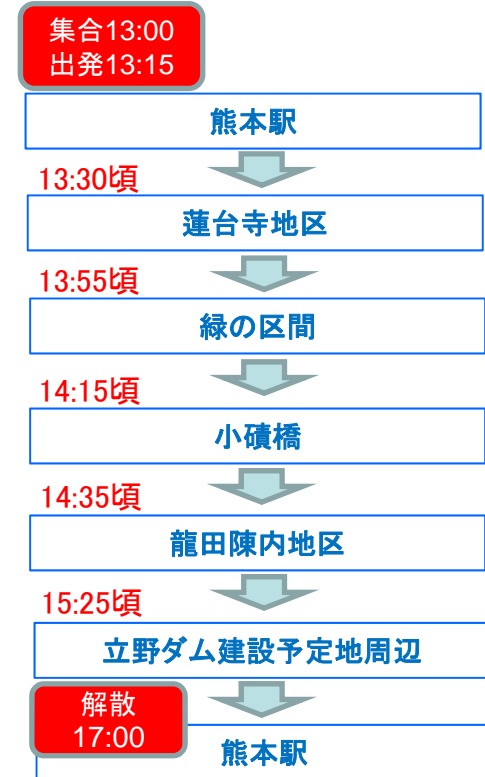 集合13:00
出発13:15
熊本駅
13:30頃
蓮台寺地区
13:55頃
緑の区間
14:15頃
小磧橋
14:35頃
龍田陳内地区
15:25頃
立野ダム建設予定地周辺
解散
17:00
熊本駅